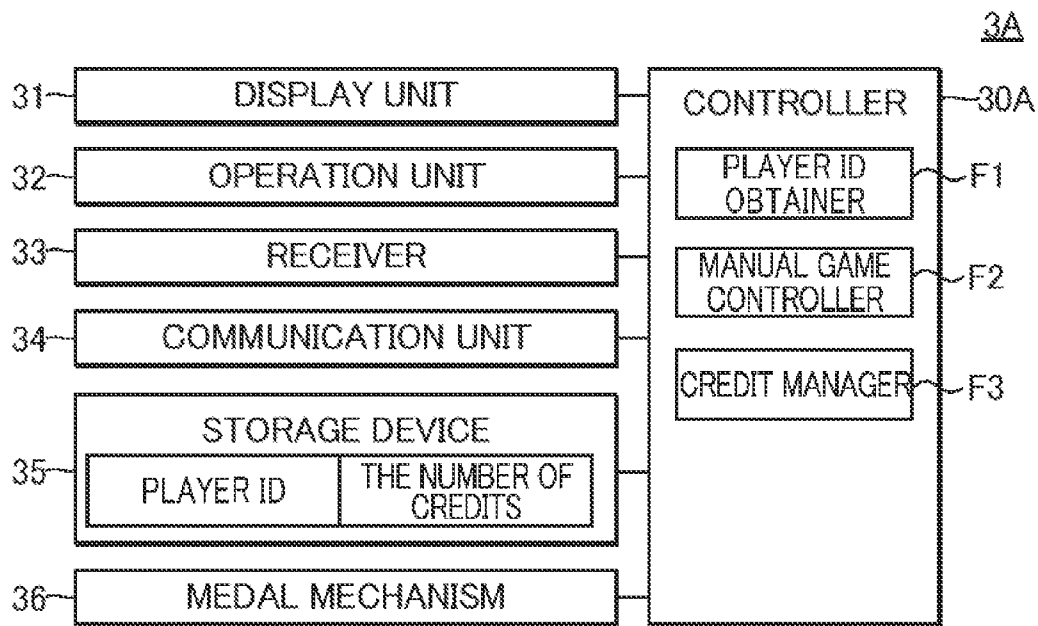 3A
31
DISPLAY UNIT
32
OPERATION UNIT
33
RECEIVER
34
COMMUNICATION UNIT
35
STORAGE DEVICE
PLAYER ID
THE NUMBER OF
CREDITS
36
MEDAL MECHANISM
CONTROLLER
30A
PLAYER ID
OBTAINER
F1
MANUAL GAME
CONTROLLER
F2
CREDIT MANAGER
F3